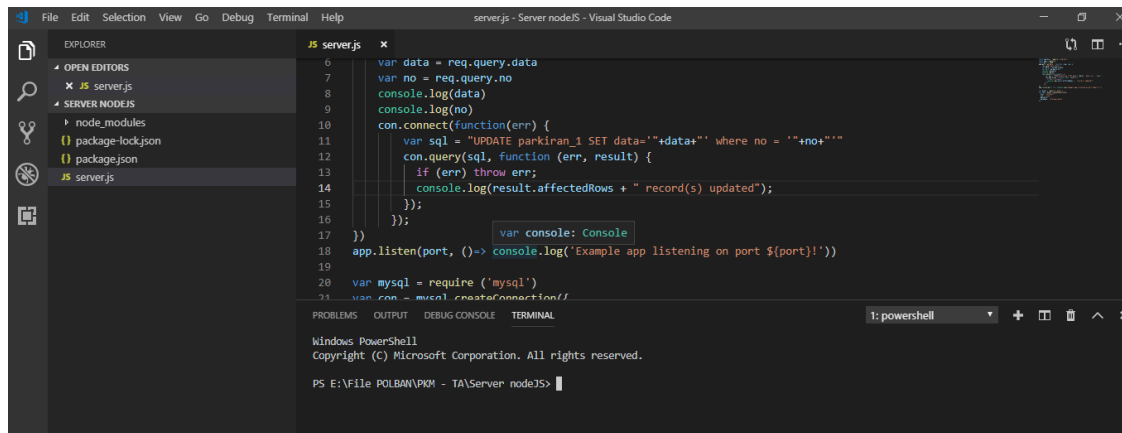 File Edit Selection View Go Debug Terminal Help server.js - Server nodeJS - Visual Studio Code
EXPLORER
OPEN EDITORS
JS server.js
SERVER NODEJS
node_modules
{} package-lock.json
{} package.json
JS server.js
JS server.js
6 var data = req.query.data
7 var no = req.query.no
8 console.log(data)
9 console.log(no)
10 con.connect(function(err) {
11 var sql = "UPDATE parkiran_1 SET data='"+data+"' where no = '"+no+"'"
12 con.query(sql, function (err, result) {
13 if (err) throw err;
14 console.log(result.affectedRows + " record(s) updated");
15 });
16 });
17 })
var console: Console
18 app.listen(port, ()=> console.log('Example app listening on port ${port}!'))
19
20 var mysql = require ('mysql')
21 var con = mysql.createConnection({
PROBLEMS OUTPUT DEBUG CONSOLE TERMINAL 1: powershell
Windows PowerShell
Copyright (C) Microsoft Corporation. All rights reserved.
PS E:\File POLBAN\PKM - TA\Server nodeJS>